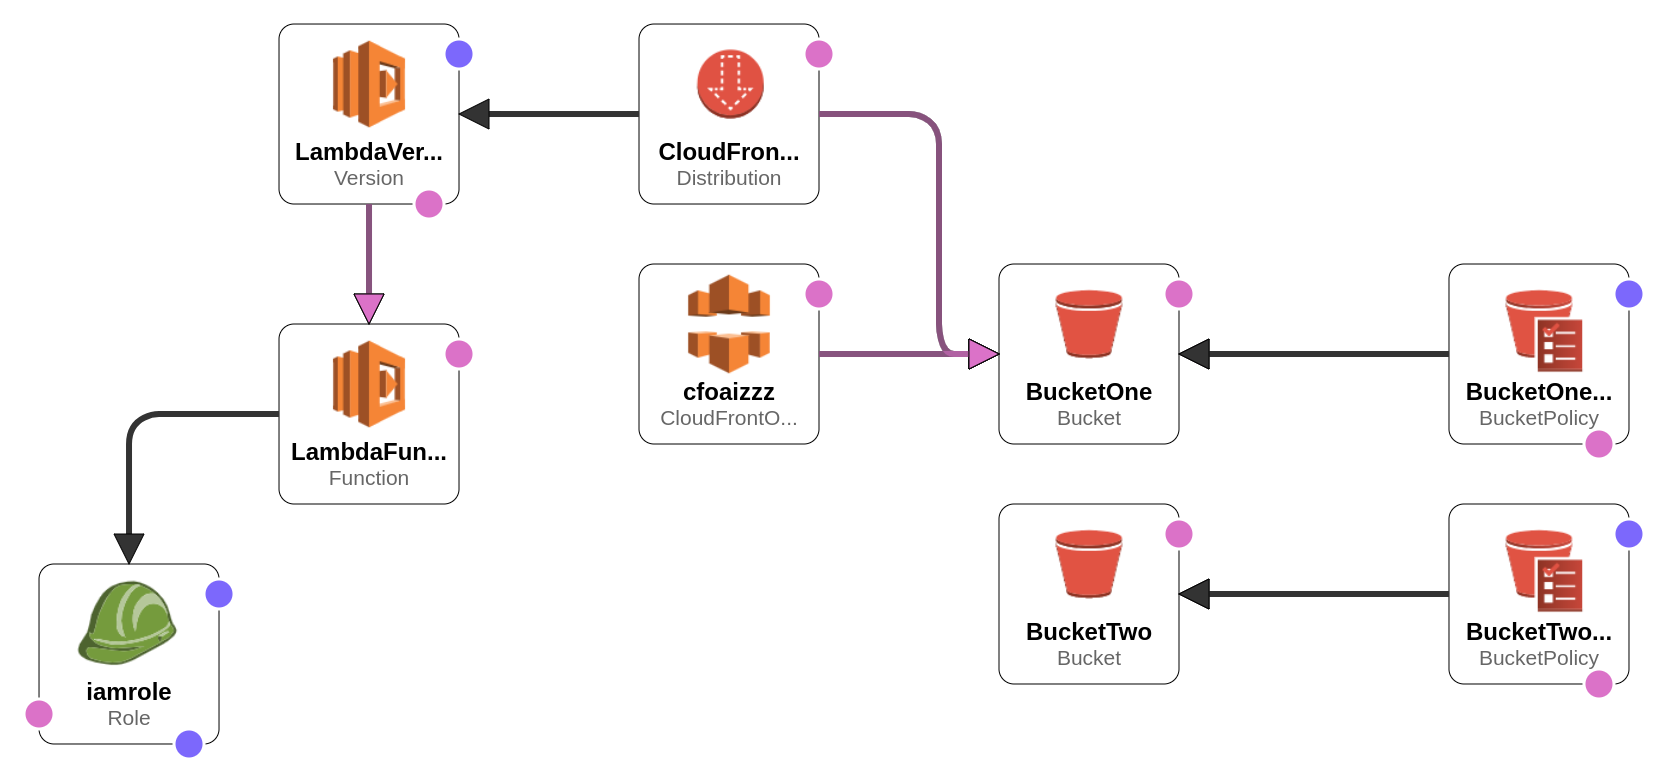 LambdaVer...
Version
CloudFron...
Distribution
cfoaizzz
CloudFrontO...
BucketOne
Bucket
BucketOne...
BucketPolicy
LambdaFun...
Function
BucketTwo
Bucket
BucketTwo...
BucketPolicy
iamrole
Role